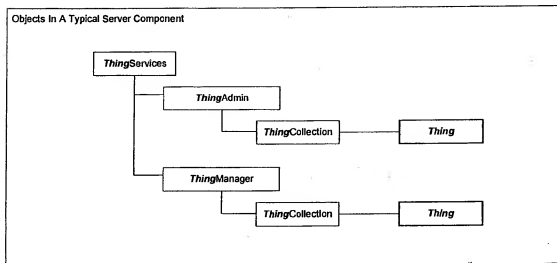 Objects In A Typical Server Component
ThingServices
ThingAdmin
ThingCollection
Thing
ThingManager
ThingCollection
Thing